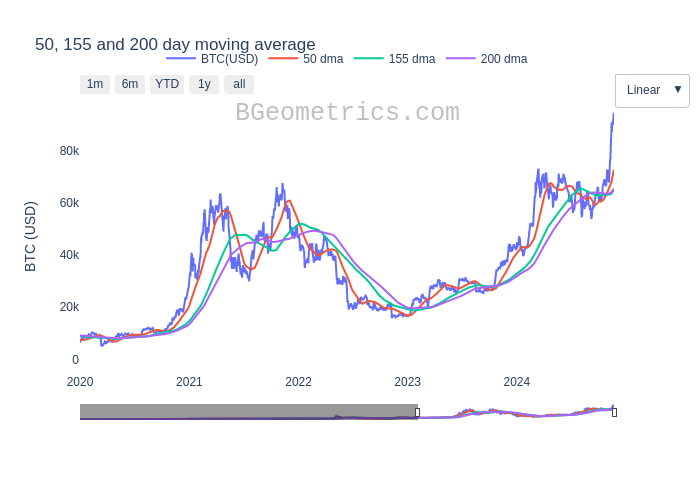 50, 155 and 200 day moving average
BTC(USD) 50 dma 155 dma 200 dma
1m 6m YTD 1y all
Linear ▼
BGeometrics.com
BTC (USD)
80k
60k
40k
20k
0
2020 2021 2022 2023 2024